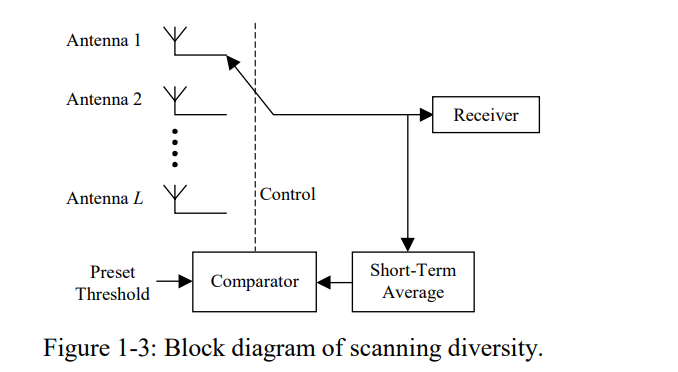 Antenna 1
Antenna 2
Receiver
Antenna L
Control
Preset
Threshold
Comparator
Short-Term
Average
Figure 1-3: Block diagram of scanning diversity.